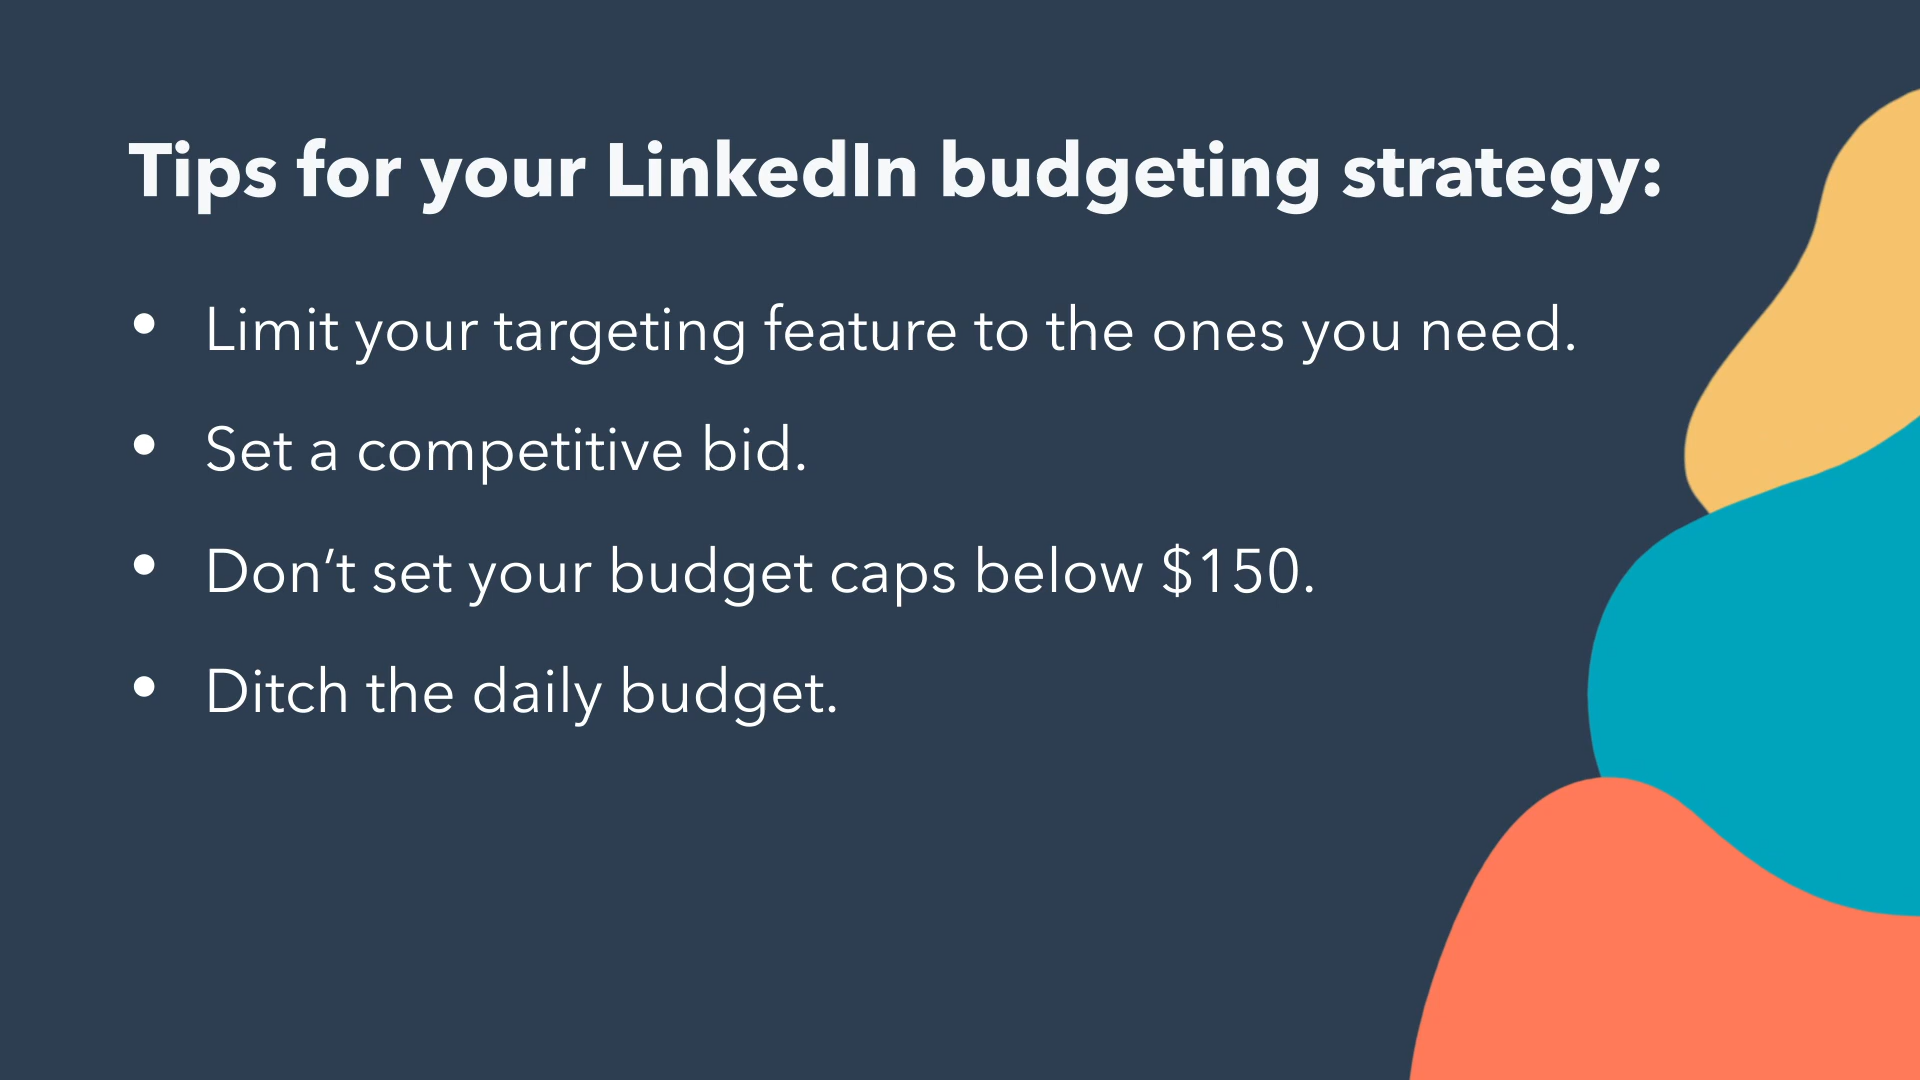 Tips for your LinkedIn budgeting strategy:
• Limit your targeting feature to the ones you need.
• Set a competitive bid.
• Don’t set your budget caps below $150.
• Ditch the daily budget.